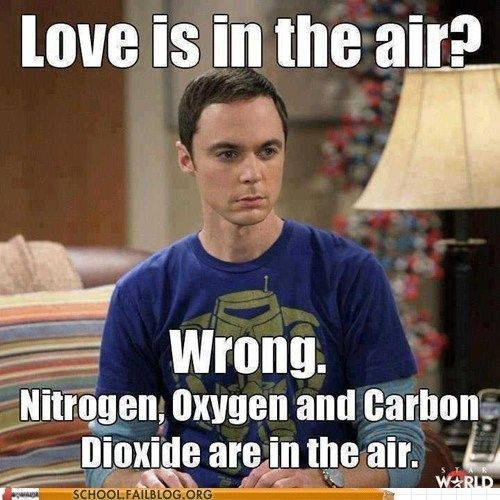 Love is in the air?
Wrong.
Nitrogen, Oxygen and Carbon
Dioxide are in the air.
STAR
WORLD
SCHOOL.FAILBLOG.ORG